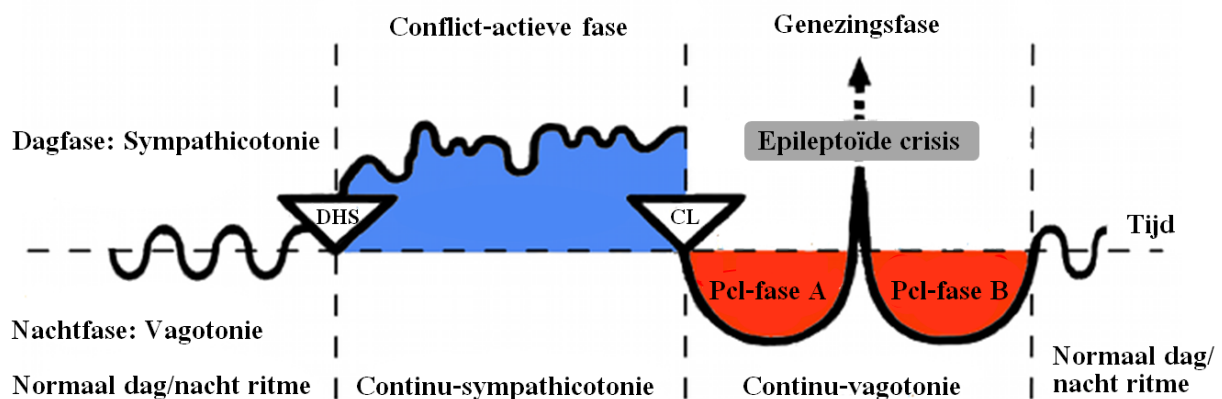 Conflict-actieve fase
Genezingsfase
Dagfase: Sympathicotonie
Epileptoïde crisis
DHS
CL
Tijd
Pcl-fase A
Pcl-fase B
Nachtfase: Vagotonie
Normaal dag/nacht ritme
Continu-sympathicotonie
Continu-vagotonie
Normaal dag/
nacht ritme